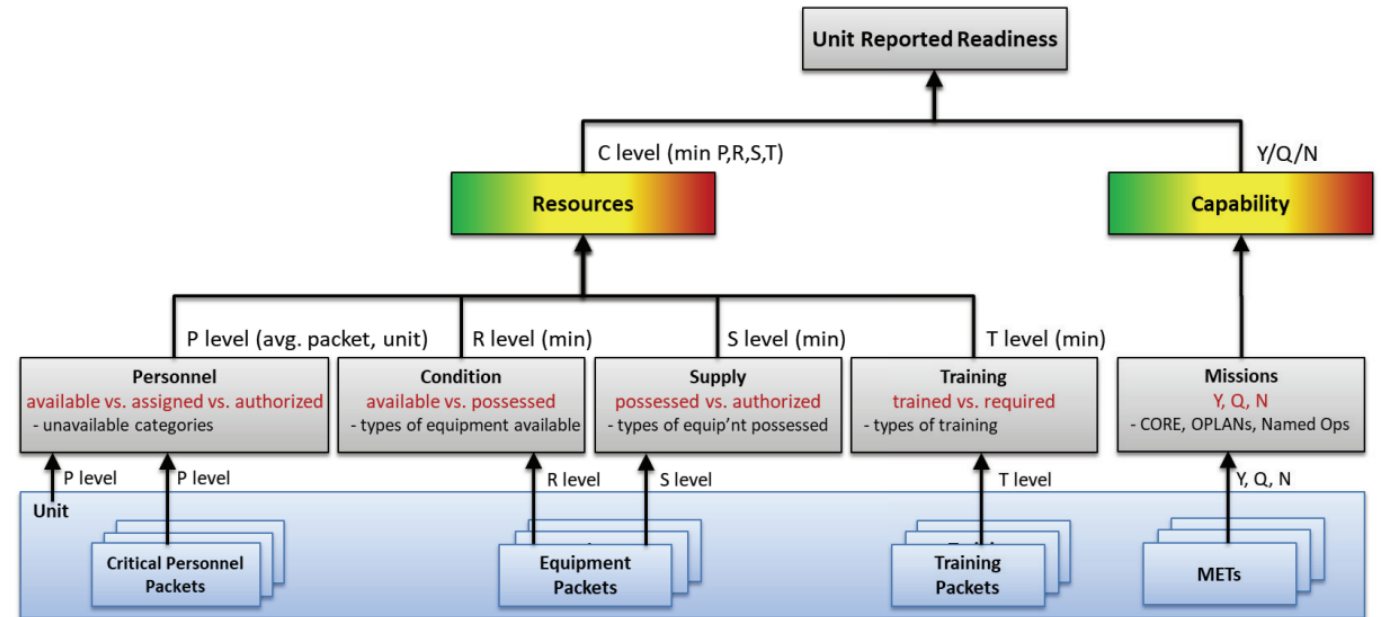 Unit Reported Readiness
C level (min P,R,S,T)
Y/Q/N
Resources
Capability
P level (avg. packet, unit)
R level (min)
S level (min)
T level (min)
Personnel
available vs. assigned vs. authorized
- unavailable categories
Condition
available vs. possessed
- types of equipment available
Supply
possessed vs. authorized
- types of equip'nt possessed
Training
trained vs. required
- types of training
Missions
Y, Q, N
- CORE, OPLANs, Named Ops
P level
P level
R level
S level
T level
Y, Q, N
Unit
Critical Personnel
Packets
Equipment
Packets
Training
Packets
METs